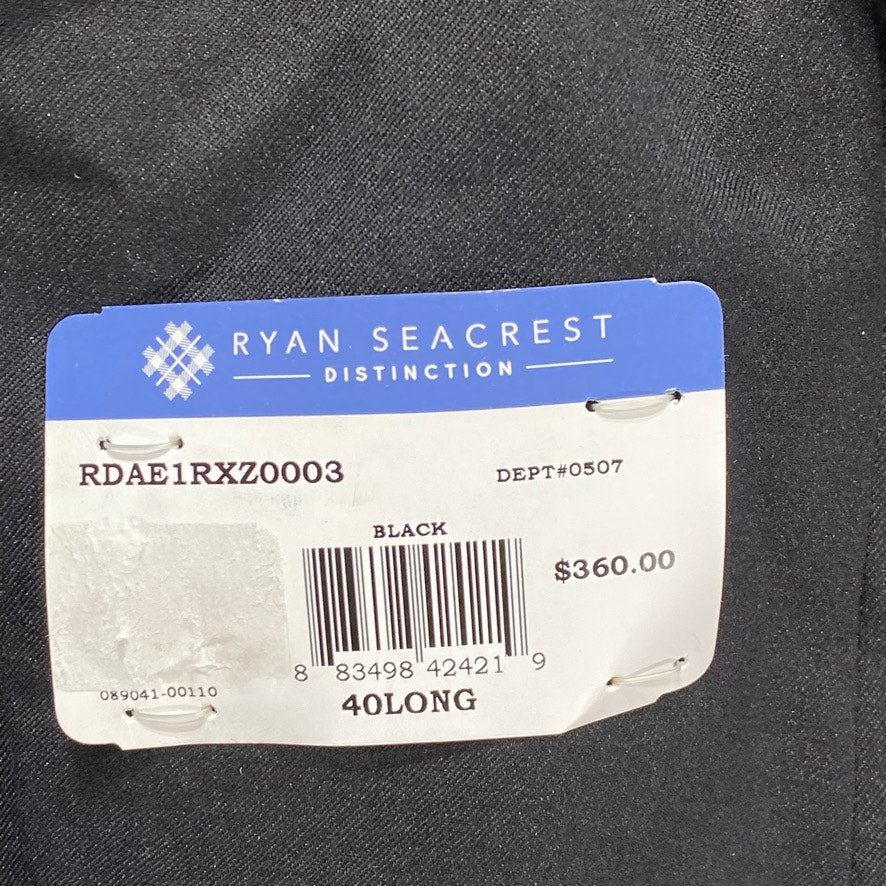 RYAN SEACREST
DISTINCTION
RDAE1RXZ0003
DEPT#0507
BLACK
$360.00
8 83498 42421 9
089041-00110
40LONG